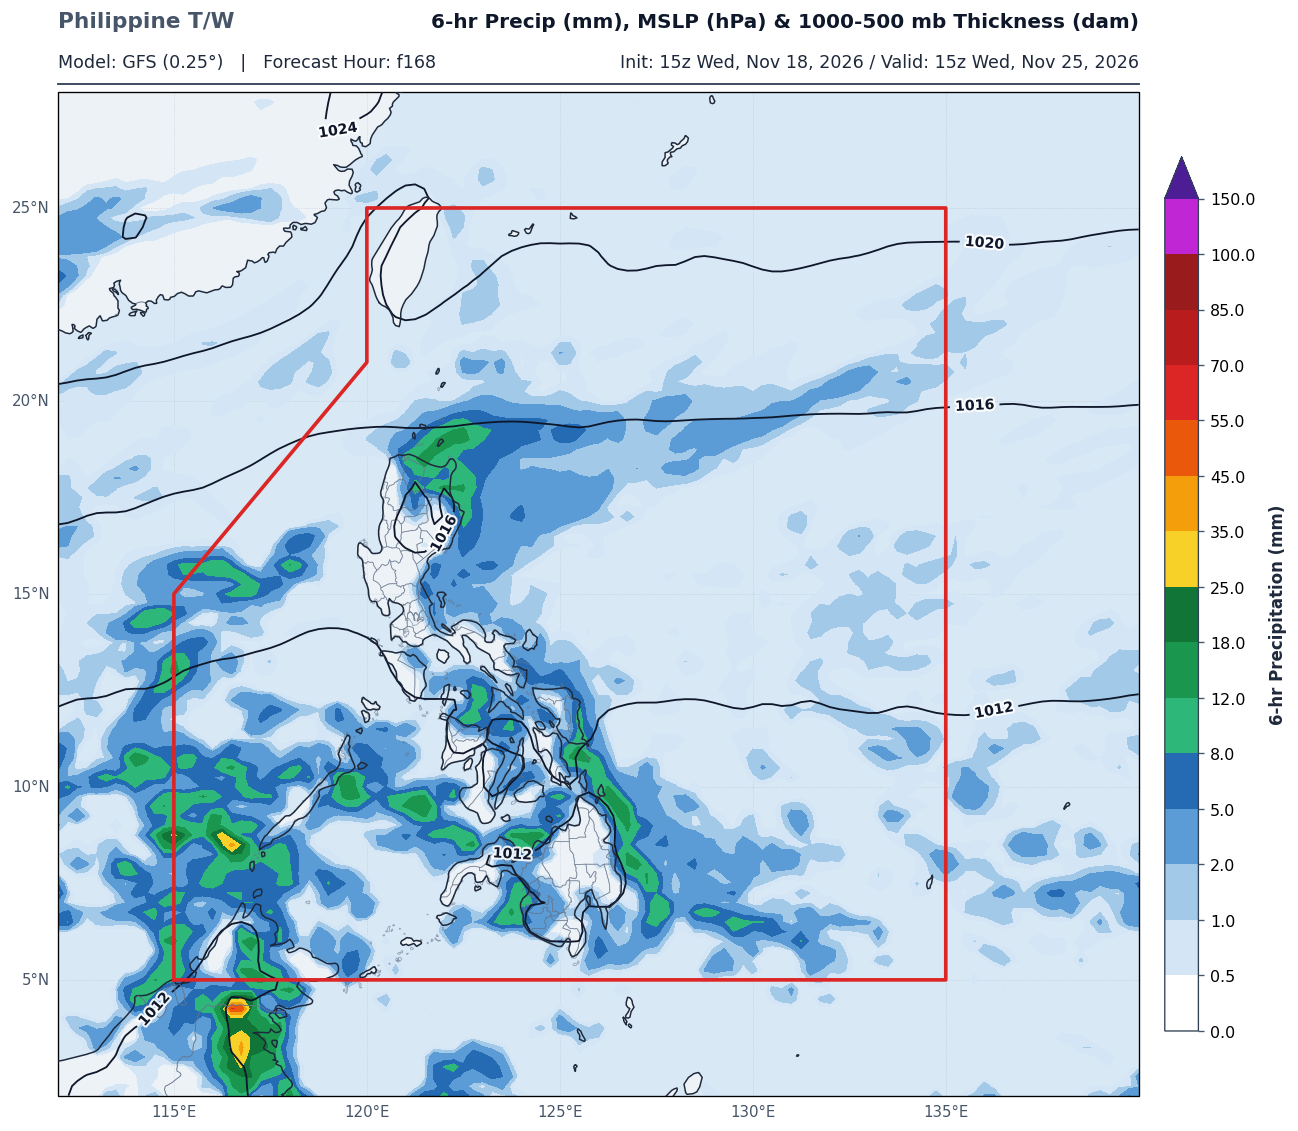 Philippine T/W
6-hr Precip (mm), MSLP (hPa) & 1000-500 mb Thickness (dam)
Model: GFS (0.25°) | Forecast Hour: f168
Init: 15z Wed, Nov 18, 2026 / Valid: 15z Wed, Nov 25, 2026
1024
25°N
1020
20°N
1016
1016
15°N
1012
10°N
1012
5°N
1012
115°E
120°E
125°E
130°E
135°E
150.0
100.0
85.0
70.0
55.0
45.0
35.0
25.0
18.0
12.0
8.0
5.0
2.0
1.0
0.5
0.0
6-hr Precipitation (mm)